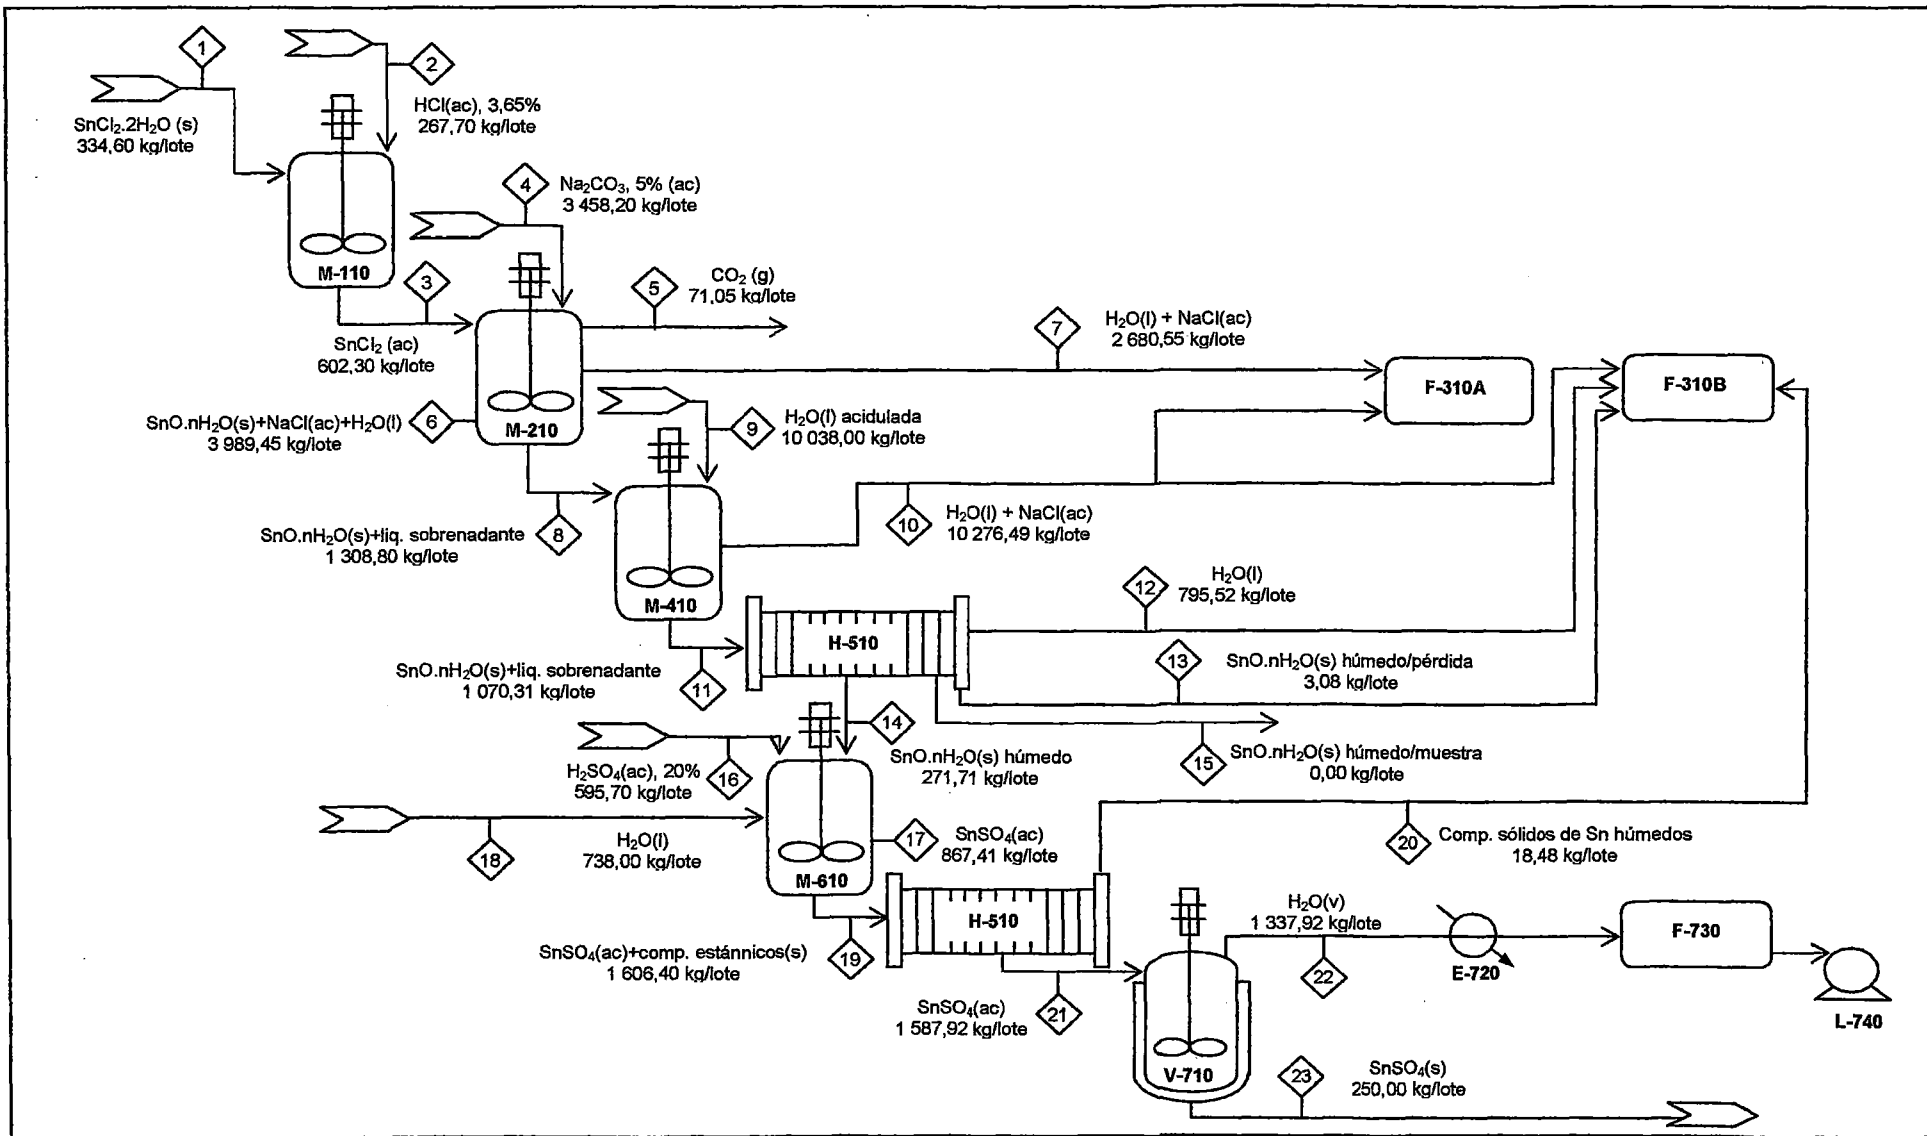 1
2
HCl(ac), 3,65%
267,70 kg/lote
SnCl₂.2H₂O (s)
334,60 kg/lote
M-110
4
Na₂CO₃, 5% (ac)
3 458,20 kg/lote
3
SnCl₂ (ac)
602,30 kg/lote
5
CO₂ (g)
71,05 kg/lote
7
H₂O(l) + NaCl(ac)
2 680,55 kg/lote
F-310A
F-310B
SnO.nH₂O(s)+NaCl(ac)+H₂O(l)
3 989,45 kg/lote
6
M-210
9
H₂O(l) acidulada
10 038,00 kg/lote
8
SnO.nH₂O(s)+liq. sobrenadante
1 308,80 kg/lote
10
H₂O(l) + NaCl(ac)
10 276,49 kg/lote
M-410
12
H₂O(l)
795,52 kg/lote
H-510
13
SnO.nH₂O(s) húmedo/pérdida
3,08 kg/lote
SnO.nH₂O(s)+liq. sobrenadante
1 070,31 kg/lote
11
14
SnO.nH₂O(s) húmedo
271,71 kg/lote
15
SnO.nH₂O(s) húmedo/muestra
0,00 kg/lote
H₂SO₄(ac), 20%
595,70 kg/lote
16
18
H₂O(l)
738,00 kg/lote
17
SnSO₄(ac)
867,41 kg/lote
M-610
20
Comp. sólidos de Sn húmedos
18,48 kg/lote
H-510
SnSO₄(ac)+comp. estánnicos(s)
1 606,40 kg/lote
19
H₂O(v)
1 337,92 kg/lote
22
E-720
F-730
L-740
SnSO₄(ac)
1 587,92 kg/lote
21
V-710
23
SnSO₄(s)
250,00 kg/lote